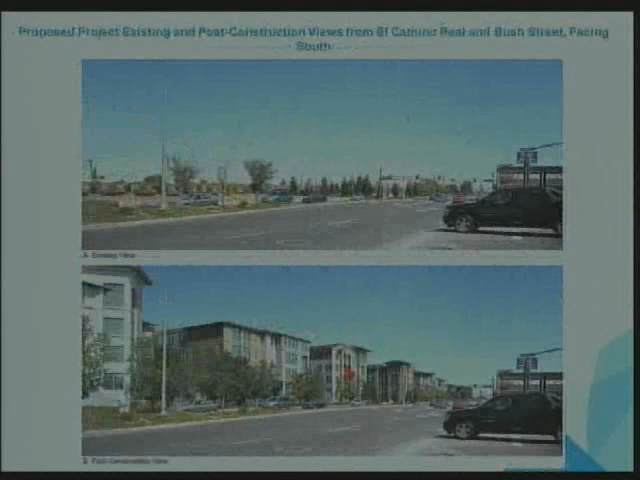 Proposed Project Existing and Post-Construction Views from El Camino Real and Bush Street, Facing
South
A. Existing View
B. Post-Construction View